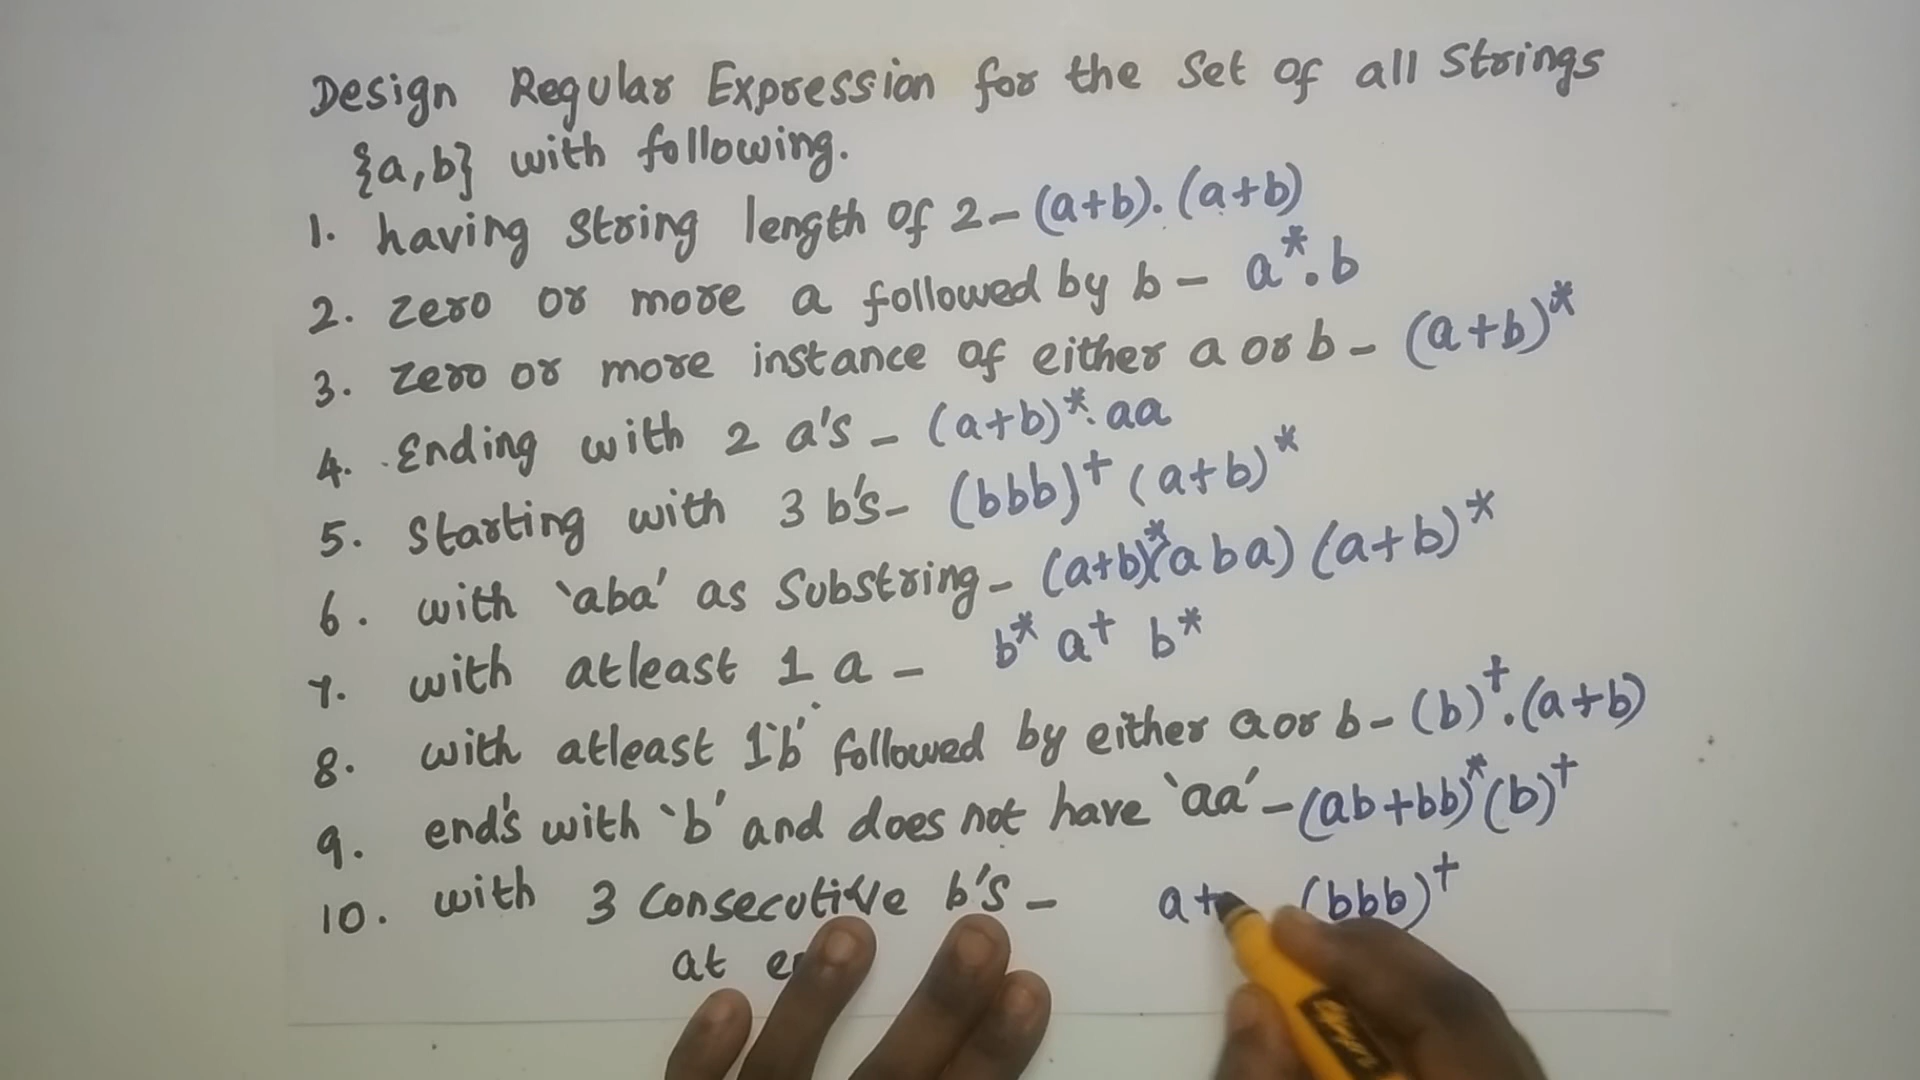 Design Regular Expression for the Set of all Strings
{a,b} with following.
1. having String length of 2 - (a+b).(a+b)
2. zero or more a followed by b - a*.b
3. zero or more instance of either a or b - (a+b)*
4. Ending with 2 a's - (a+b)*.aa
5. Starting with 3 b's - (bbb)+ (a+b)*
6. with 'aba' as Substring - (a+b)*(aba) (a+b)*
7. with atleast 1 a - b* a+ b*
8. with atleast 1 'b' followed by either a or b - (b)+.(a+b)
9. end's with 'b' and does not have 'aa' - (ab+bb)*(b)+
10. with 3 Consecutive b's - a+ (bbb)+
at